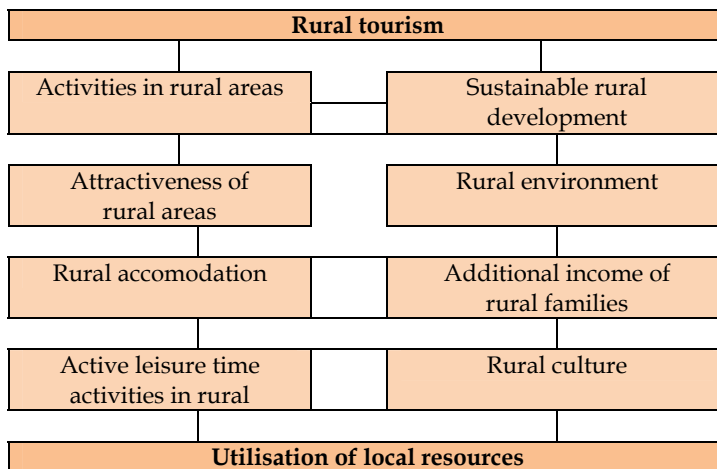 Rural tourism
Activities in rural areas
Sustainable rural
development
Attractiveness of
rural areas
Rural environment
Rural accomodation
Additional income of
rural families
Active leisure time
activities in rural
Rural culture
Utilisation of local resources